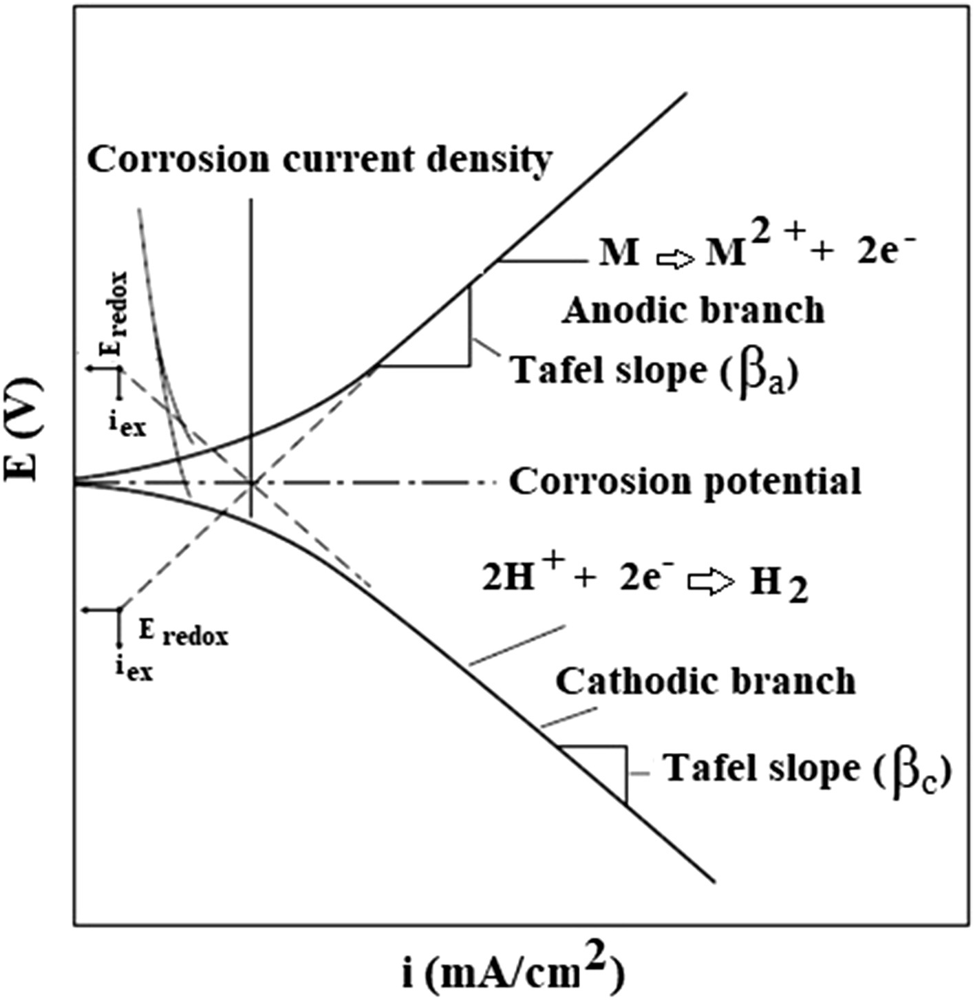 Corrosion current density
M ⇨ M2 + + 2e-
Anodic branch
Tafel slope (βa)
E redox
iex
E (V)
Corrosion potential
2H+ + 2e- ⇨ H2
E redox
iex
Cathodic branch
Tafel slope (βc)
i (mA/cm2)